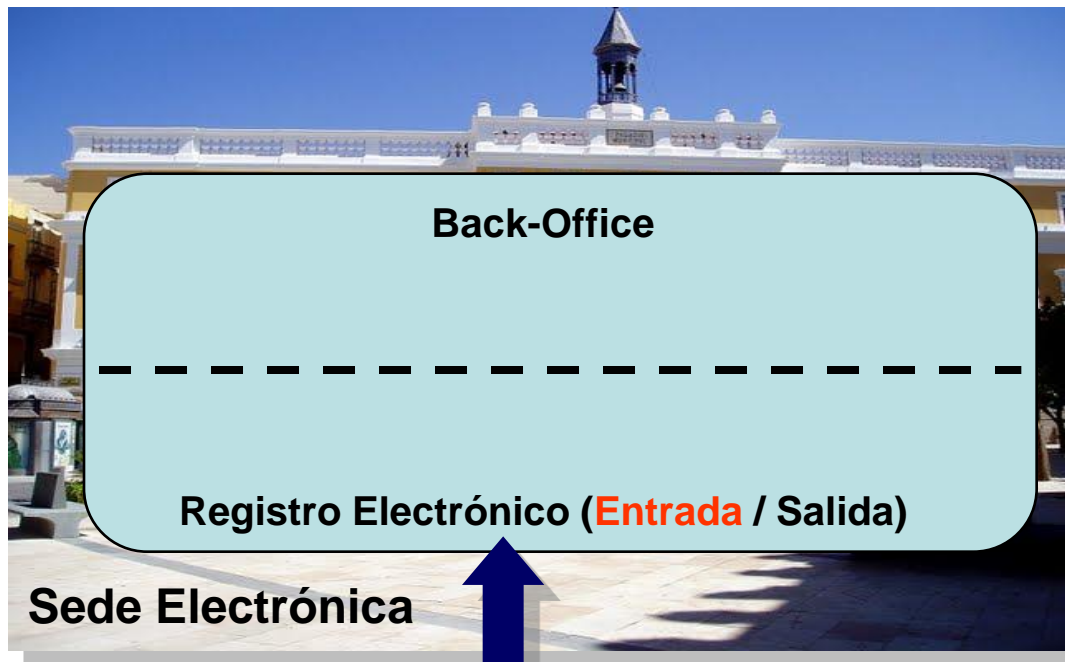 Back-Office
Registro Electrónico (Entrada / Salida)
Sede Electrónica